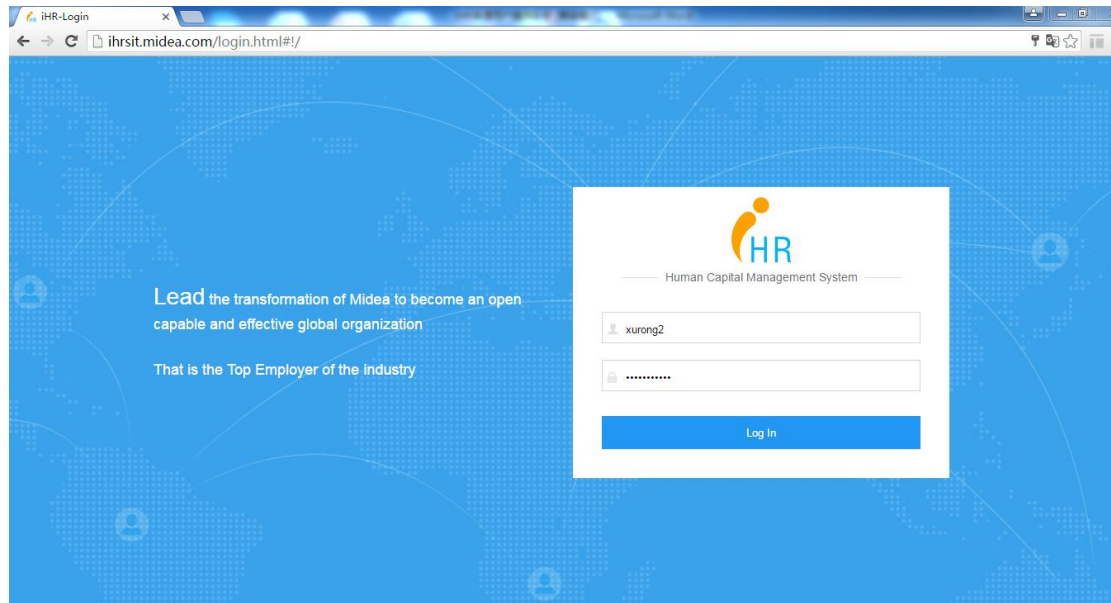 iHR-Login
ihrsit.midea.com/login.html#!/
HR
Human Capital Management System
Lead the transformation of Midea to become an open
capable and effective global organization
That is the Top Employer of the industry
xurong2
•••••••••••
Log In